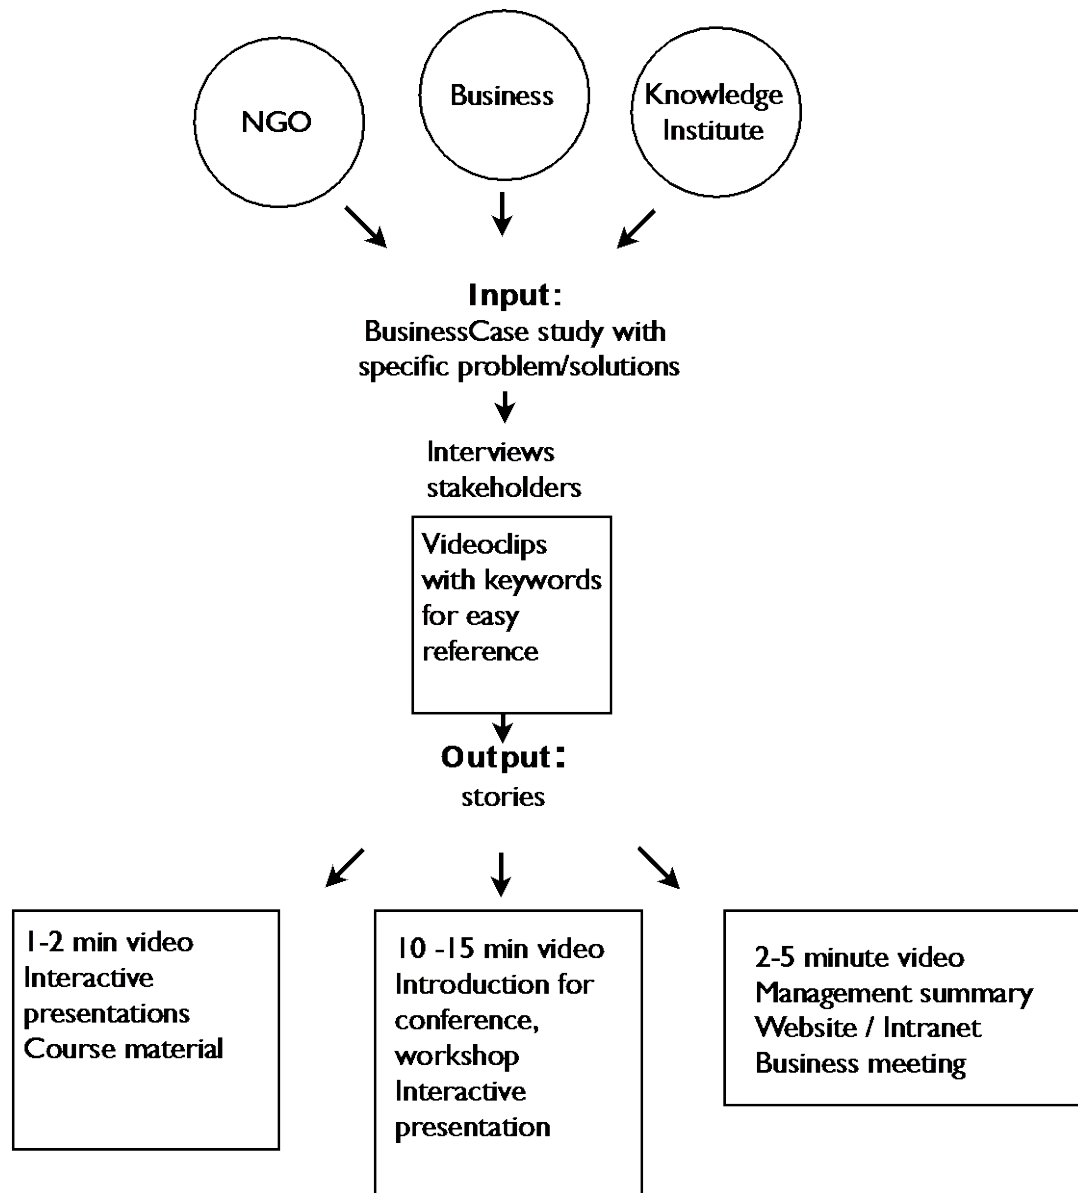 NGO
Business
Knowledge
Institute
Input:
BusinessCase study with
specific problem/solutions
Interviews
stakeholders
Videoclips
with keywords
for easy
reference
Output:
stories
1-2 min video
Interactive
presentations
Course material
10 -15 min video
Introduction for
conference,
workshop
Interactive
presentation
2-5 minute video
Management summary
Website / Intranet
Business meeting